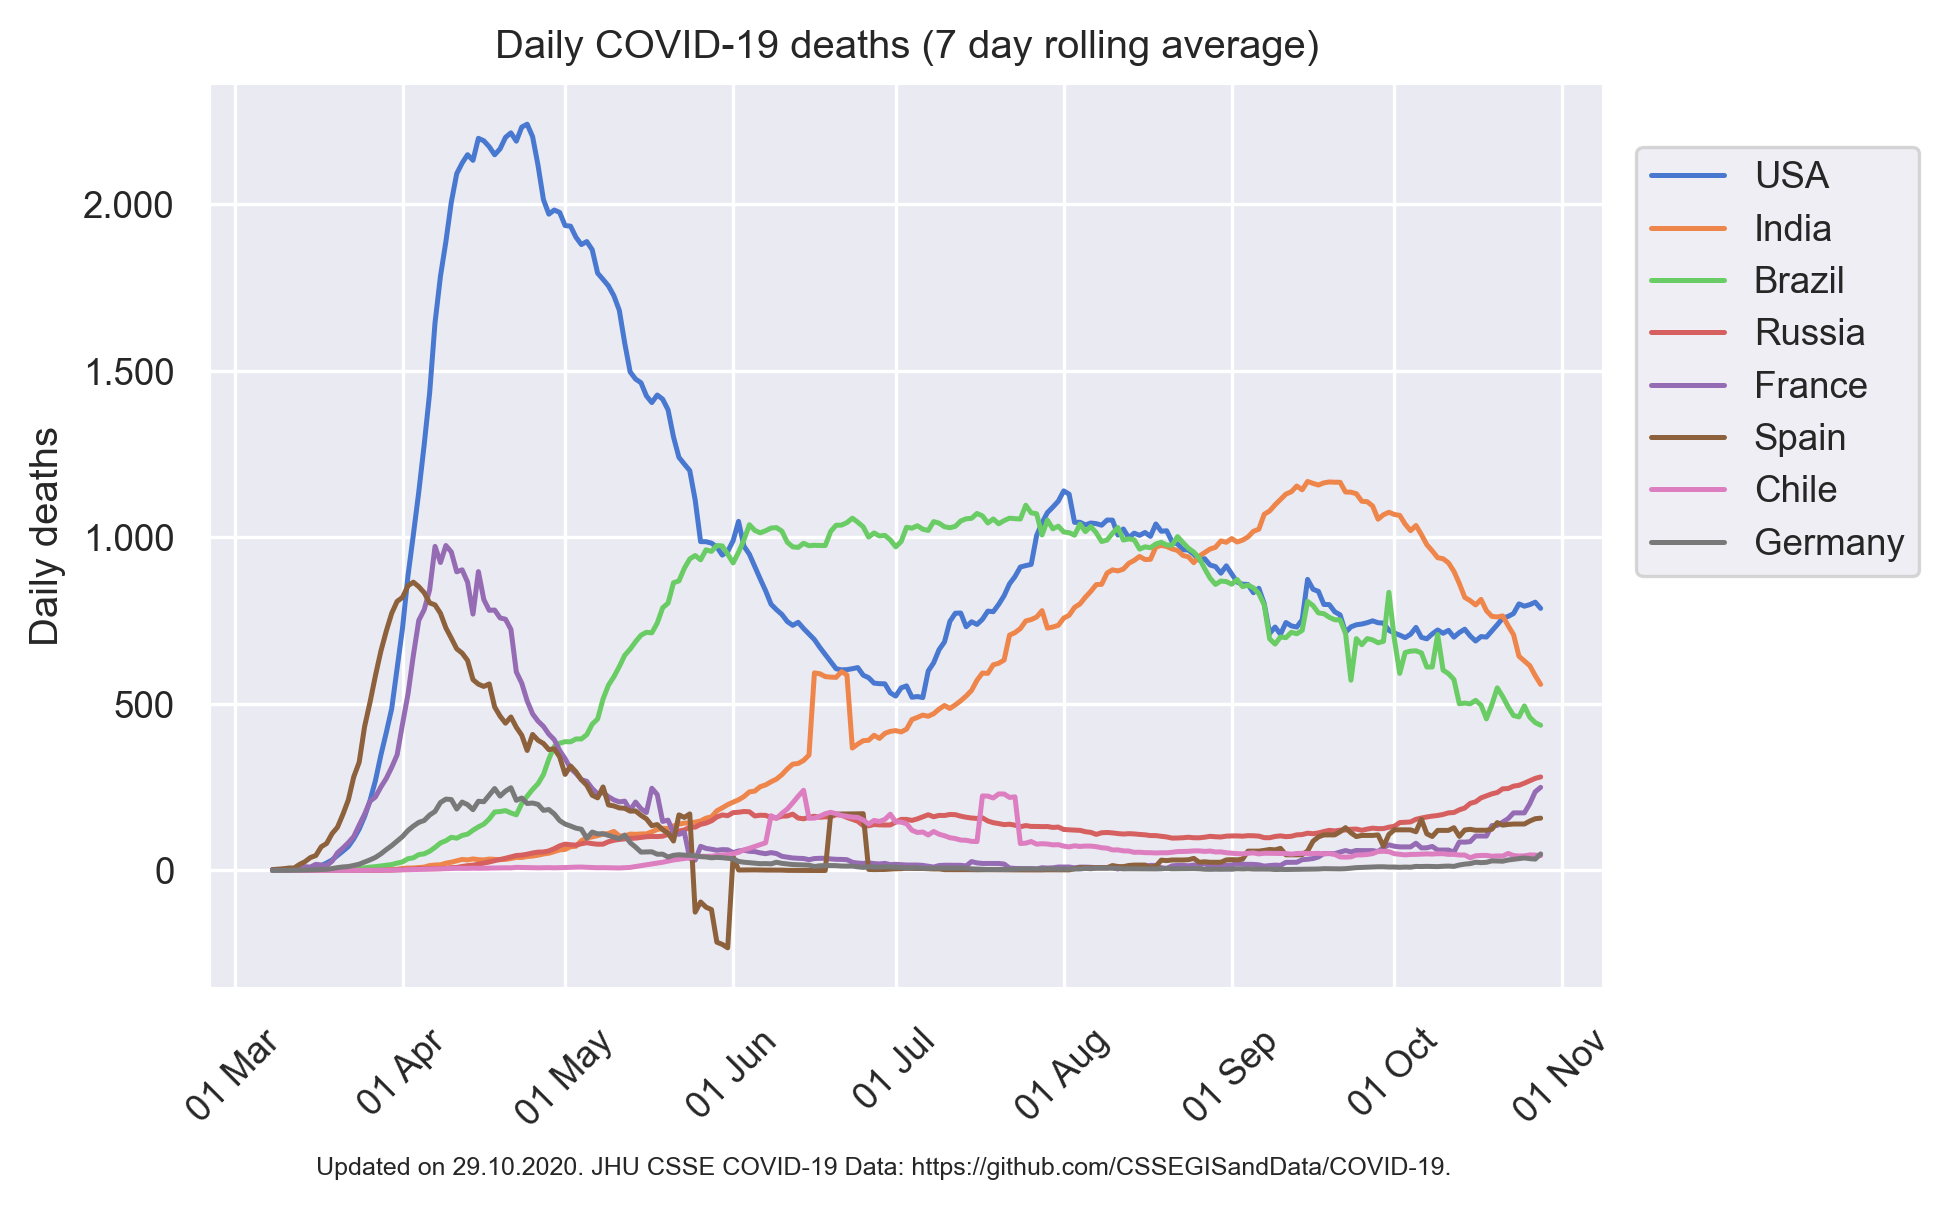 Daily COVID-19 deaths (7 day rolling average)
Daily deaths
2.000
1.500
1.000
500
0
01 Mar
01 Apr
01 May
01 Jun
01 Jul
01 Aug
01 Sep
01 Oct
01 Nov
USA
India
Brazil
Russia
France
Spain
Chile
Germany
Updated on 29.10.2020. JHU CSSE COVID-19 Data: https://github.com/CSSEGISandData/COVID-19.